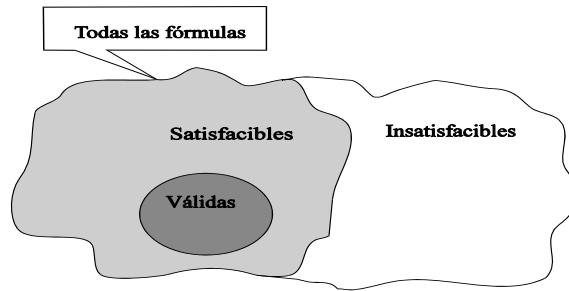 Todas las fórmulas
Satisfacibles
Insatisfacibles
Válidas